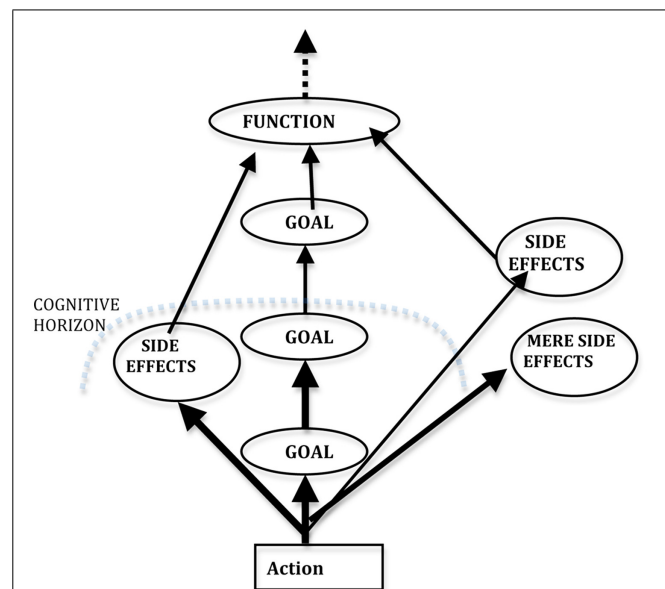 FUNCTION
GOAL
SIDE
EFFECTS
COGNITIVE
HORIZON
SIDE
EFFECTS
GOAL
MERE SIDE
EFFECTS
GOAL
Action